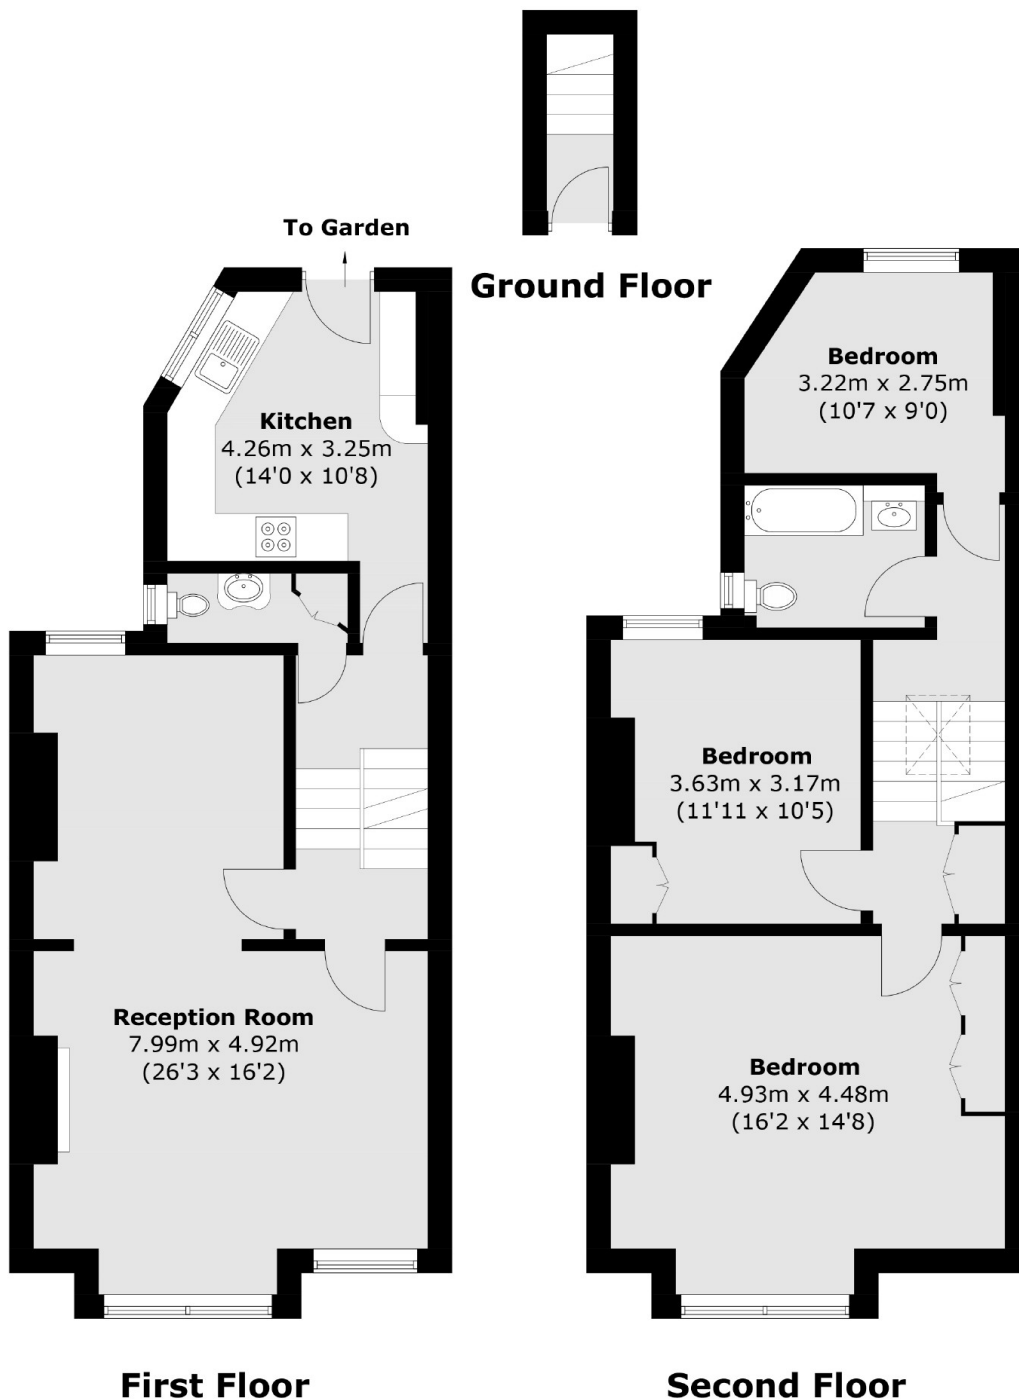 To Garden
Ground Floor
Kitchen
4.26m x 3.25m
(14'0 x 10'8)
Reception Room
7.99m x 4.92m
(26'3 x 16'2)
First Floor
Bedroom
3.22m x 2.75m
(10'7 x 9'0)
Bedroom
3.63m x 3.17m
(11'11 x 10'5)
Bedroom
4.93m x 4.48m
(16'2 x 14'8)
Second Floor